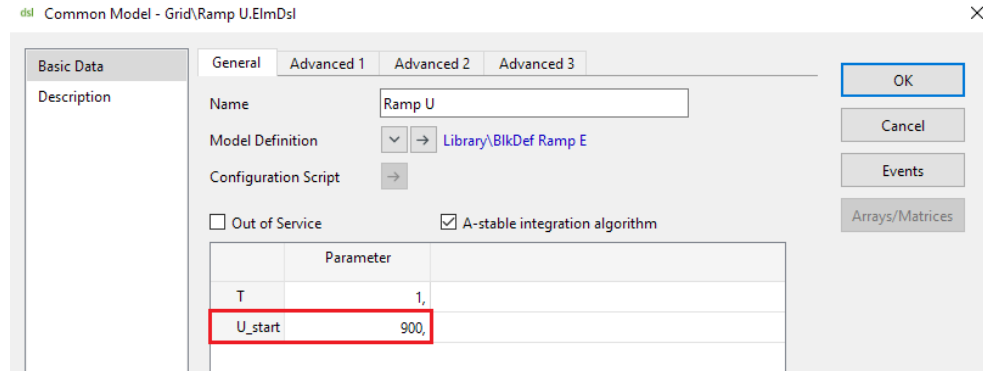 dsl Common Model - Grid\Ramp U.ElmDsl
Basic Data
Description
General Advanced 1 Advanced 2 Advanced 3
Name Ramp U
Model Definition Library\BlkDef Ramp E
Configuration Script
Out of Service A-stable integration algorithm
Parameter
T 1,
U_start 900,
OK
Cancel
Events
Arrays/Matrices